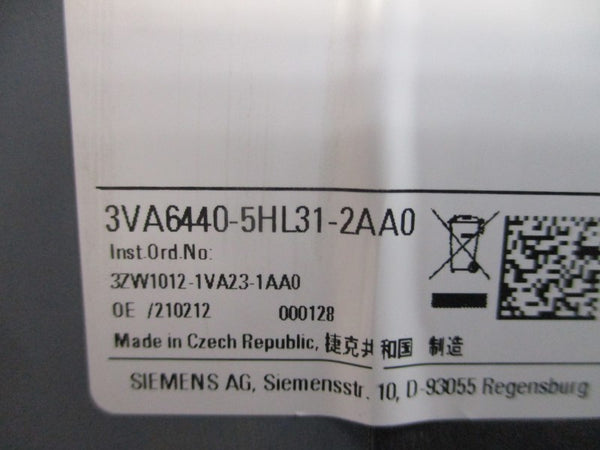 3VA6440-5HL31-2AA0
Inst.Ord.No:
3ZW1012-1VA23-1AA0
OE /210212 000128
Made in Czech Republic, 捷克共和国 制造
SIEMENS AG, Siemensstr. 10, D-93055 Regensburg